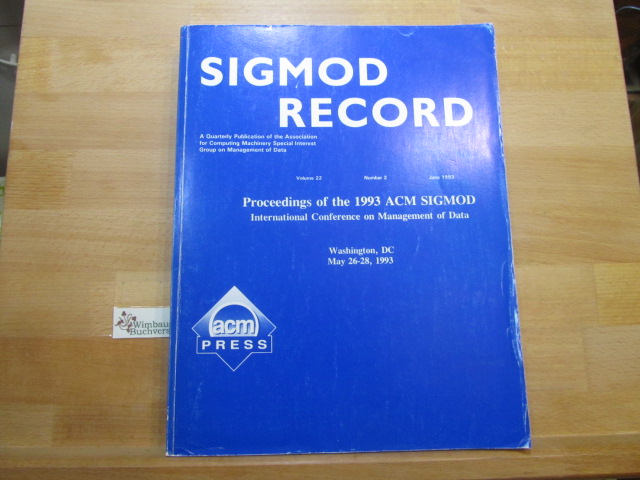 SIGMOD
RECORD
A Quarterly Publication of the Association
for Computing Machinery Special Interest
Group on Management of Data
Volume 22 Number 2 June 1993
Proceedings of the 1993 ACM SIGMOD
International Conference on Management of Data
Washington, DC
May 26-28, 1993
acm
PRESS
Wimbau
Buchvers